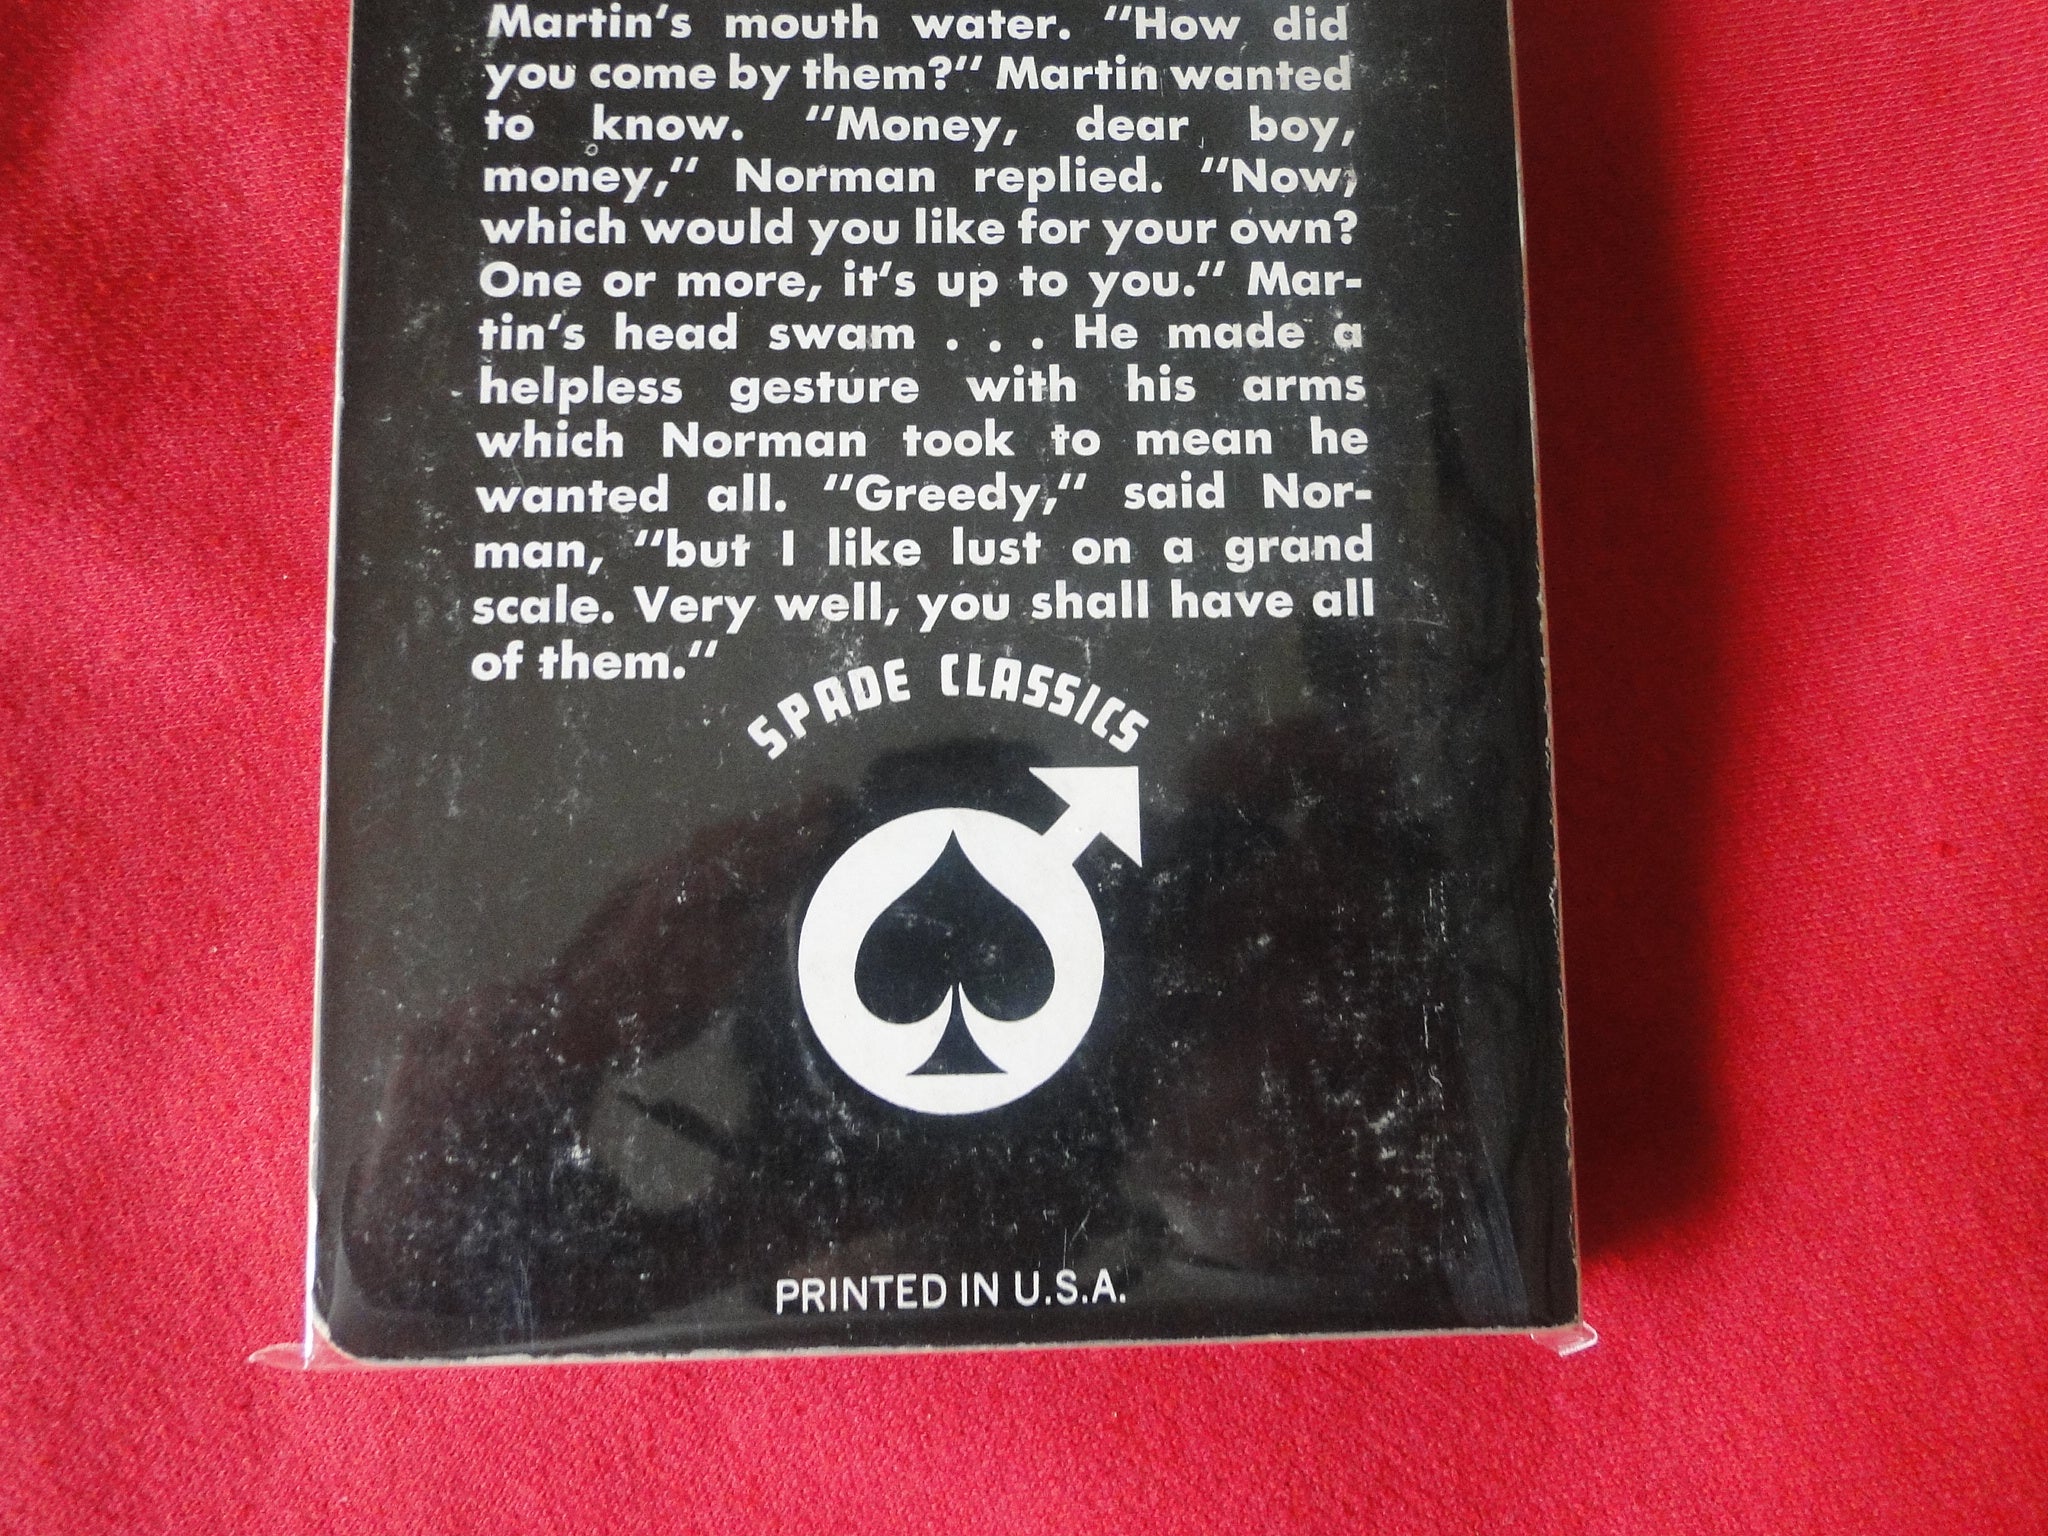 Martin's mouth water. "How did
you come by them?" Martin wanted
to know. "Money, dear boy,
money," Norman replied. "Now,
which would you like for your own?
One or more, it's up to you." Mar-
tin's head swam . . . He made a
helpless gesture with his arms
which Norman took to mean he
wanted all. "Greedy," said Nor-
man, "but I like lust on a grand
scale. Very well, you shall have all
of them."
SPADE CLASSICS
PRINTED IN U.S.A.